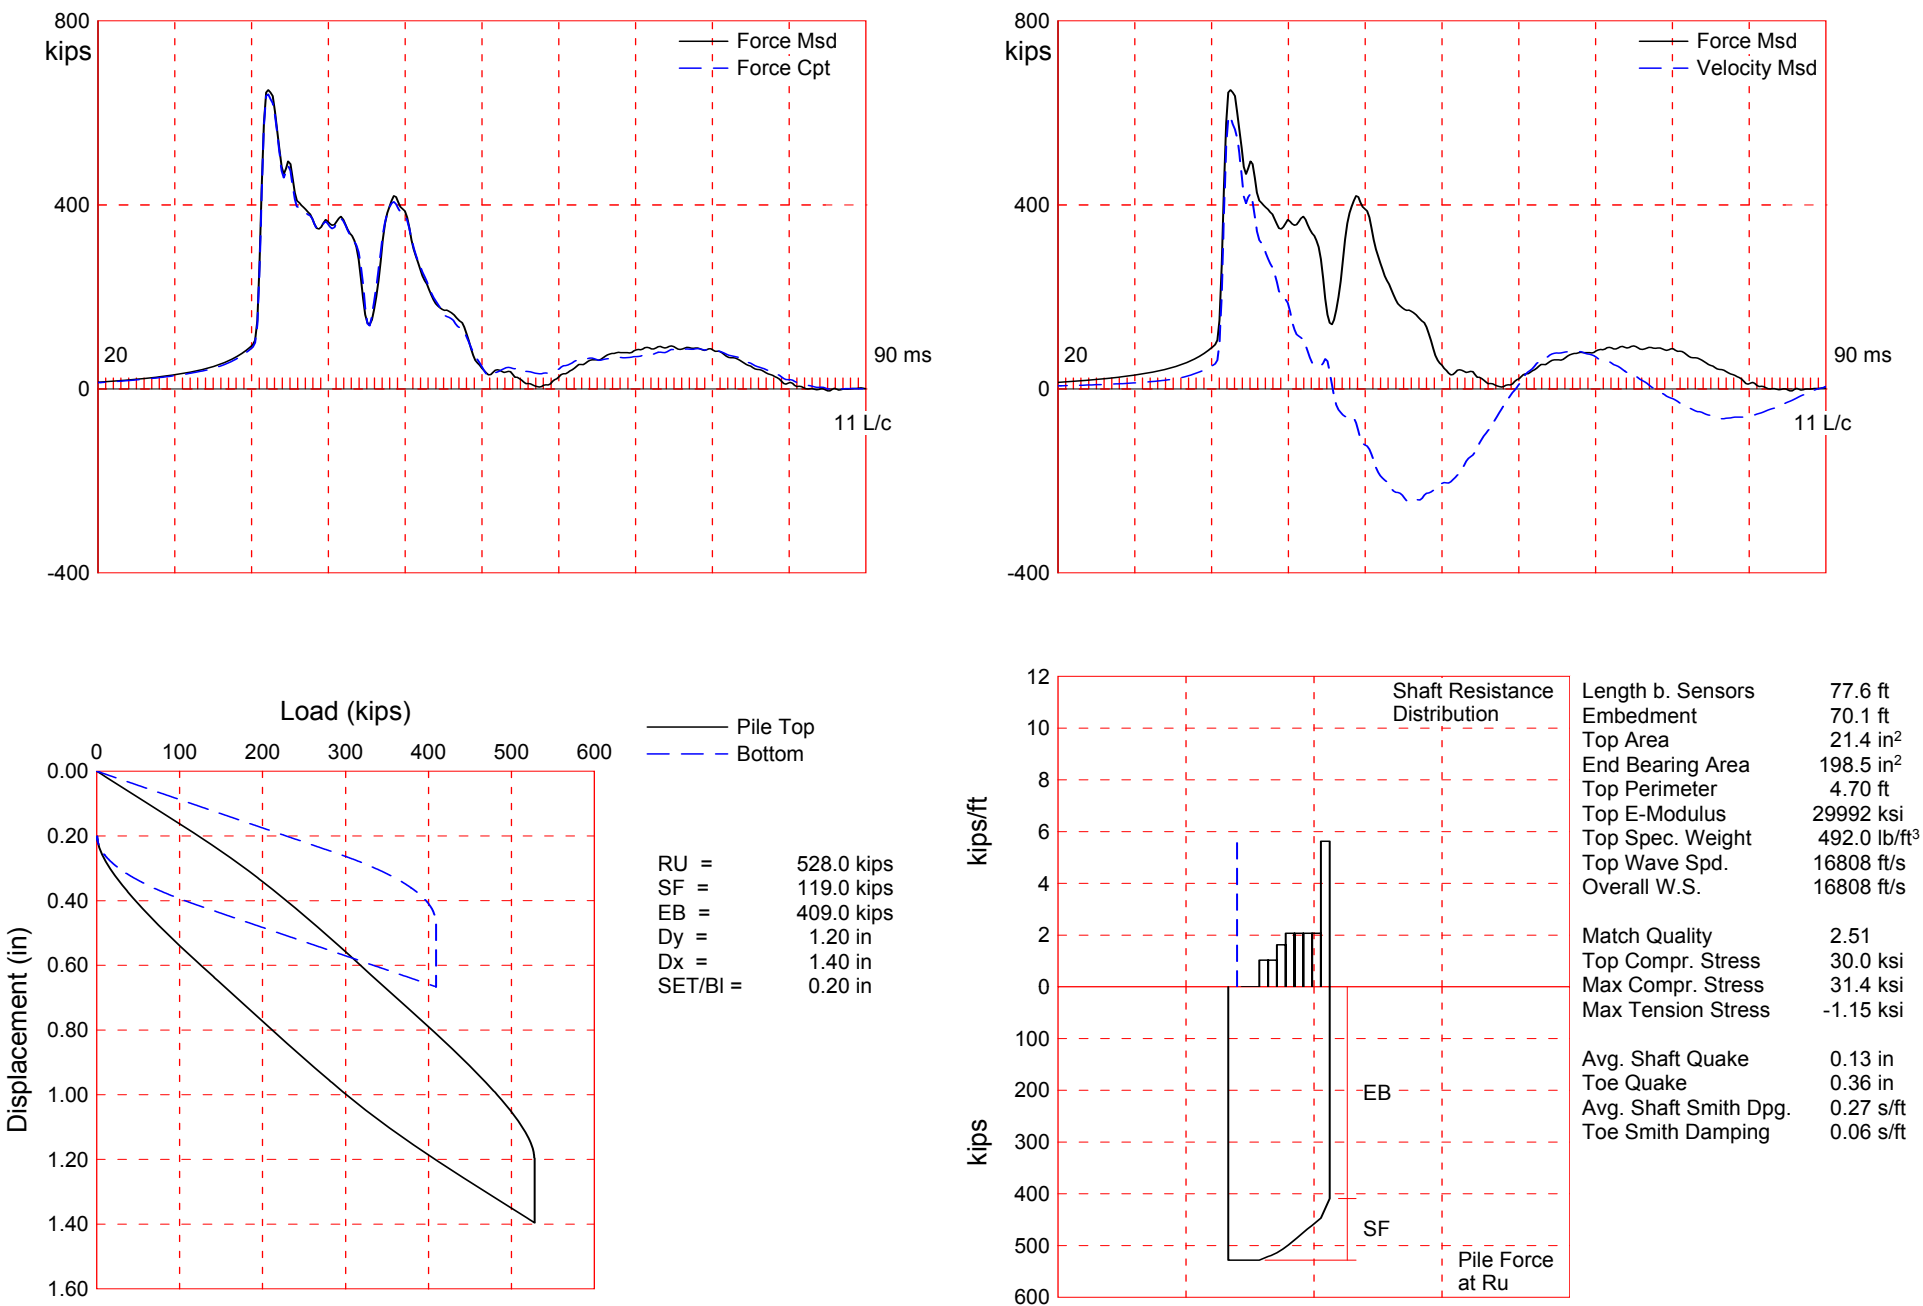 800
kips
400
0
-400
20
90 ms
11 L/c
Force Msd
Force Cpt
800
kips
400
0
-400
20
90 ms
11 L/c
Force Msd
Velocity Msd
Load (kips)
0 100 200 300 400 500 600
Displacement (in)
0.00
0.20
0.40
0.60
0.80
1.00
1.20
1.40
1.60
Pile Top
Bottom
RU = 528.0 kips
SF = 119.0 kips
EB = 409.0 kips
Dy = 1.20 in
Dx = 1.40 in
SET/Bl = 0.20 in
12
10
8
6
4
2
0
100
200
300
400
500
600
kips/ft
kips
Shaft Resistance
Distribution
EB
SF
Pile Force
at Ru
Length b. Sensors 77.6 ft
Embedment 70.1 ft
Top Area 21.4 in²
End Bearing Area 198.5 in²
Top Perimeter 4.70 ft
Top E-Modulus 29992 ksi
Top Spec. Weight 492.0 lb/ft³
Top Wave Spd. 16808 ft/s
Overall W.S. 16808 ft/s
Match Quality 2.51
Top Compr. Stress 30.0 ksi
Max Compr. Stress 31.4 ksi
Max Tension Stress -1.15 ksi
Avg. Shaft Quake 0.13 in
Toe Quake 0.36 in
Avg. Shaft Smith Dpg. 0.27 s/ft
Toe Smith Damping 0.06 s/ft